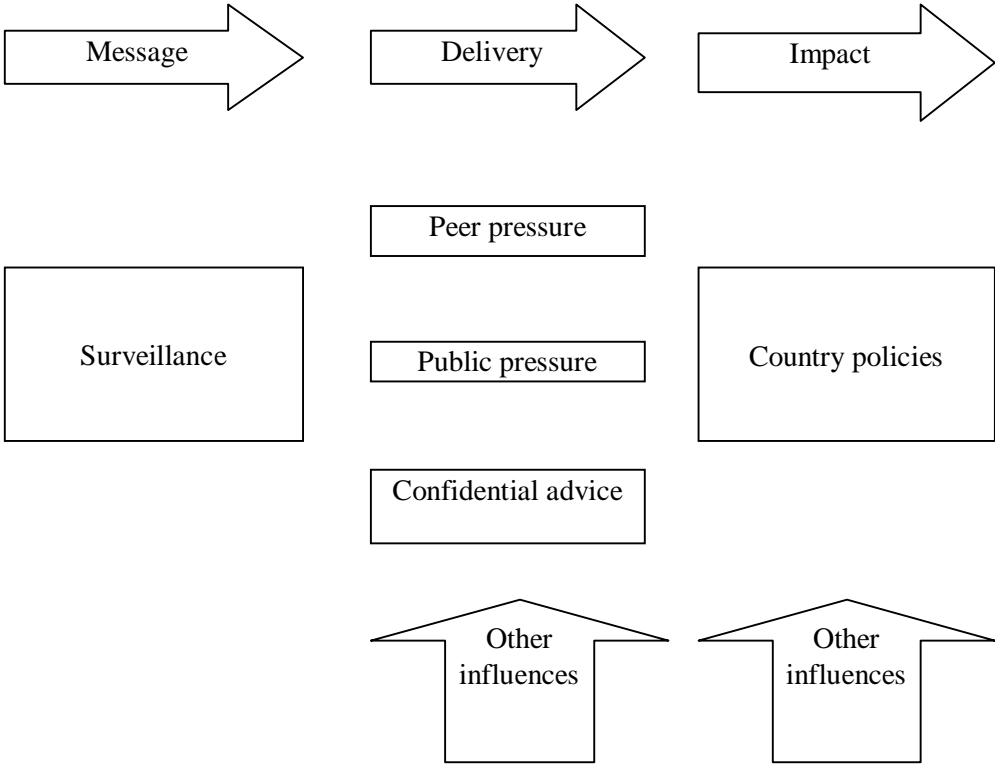 Message
Delivery
Impact
Peer pressure
Surveillance
Public pressure
Country policies
Confidential advice
Other
influences
Other
influences